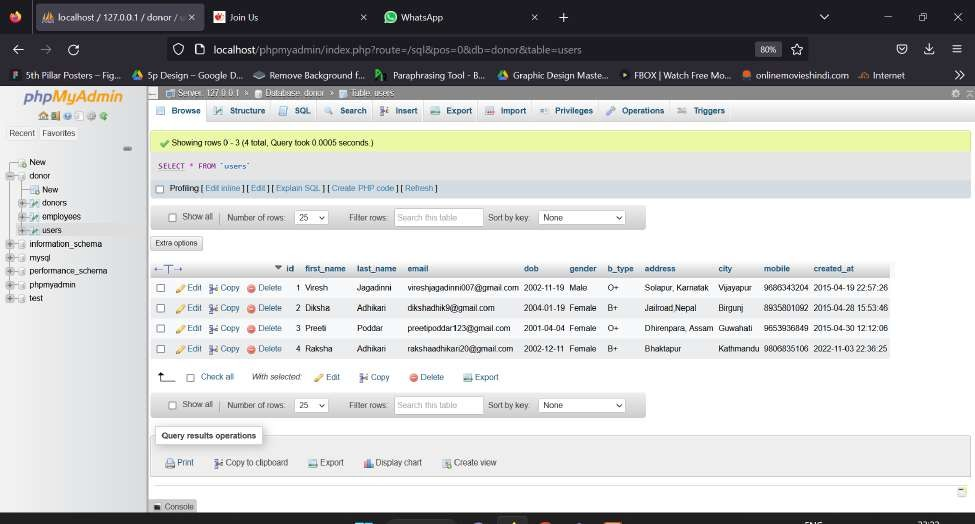 localhost / 127.0.0.1 / donor / u
Join Us
WhatsApp
localhost/phpmyadmin/index.php?route=/sql&pos=0&db=donor&table=users
80%
5th Pillar Posters – Fig... 5p Design – Google D... Remove Background f... Paraphrasing Tool - B... Graphic Design Maste... FBOX | Watch Free Mo... onlinemovieshindi.com Internet
phpMyAdmin
Recent Favorites
New
donor
New
donors
employees
users
information_schema
mysql
performance_schema
phpmyadmin
test
Server: 127.0.0.1 » Database: donor » Table: users
Browse Structure SQL Search Insert Export Import Privileges Operations Triggers
Showing rows 0 - 3 (4 total, Query took 0.0005 seconds.)
SELECT * FROM `users`
Profiling [ Edit inline ] [ Edit ] [ Explain SQL ] [ Create PHP code ] [ Refresh ]
Show all | Number of rows: 25 Filter rows: Search this table Sort by key: None
Extra options
←T→ id first_name last_name email dob gender b_type address city mobile created_at
Edit Copy Delete 1 Viresh Jagadinni vireshjagadinni007@gmail.com 2002-11-19 Male O+ Solapur, Karnatak Vijayapur 9686343204 2015-04-19 22:57:26
Edit Copy Delete 2 Diksha Adhikari dikshadhik9@gmail.com 2004-01-19 Female B+ Jailroad,Nepal Birgunj 8935801092 2015-04-28 15:53:46
Edit Copy Delete 3 Preeti Poddar preetipoddar123@gmail.com 2001-04-04 Female O+ Dhirenpara, Assam Guwahati 9653936849 2015-04-30 12:12:06
Edit Copy Delete 4 Raksha Adhikari rakshaadhikari20@gmail.com 2002-12-11 Female B+ Bhaktapur Kathmandu 9806835106 2022-11-03 22:36:25
Check all With selected: Edit Copy Delete Export
Show all | Number of rows: 25 Filter rows: Search this table Sort by key: None
Query results operations
Print Copy to clipboard Export Display chart Create view
Console
ENG